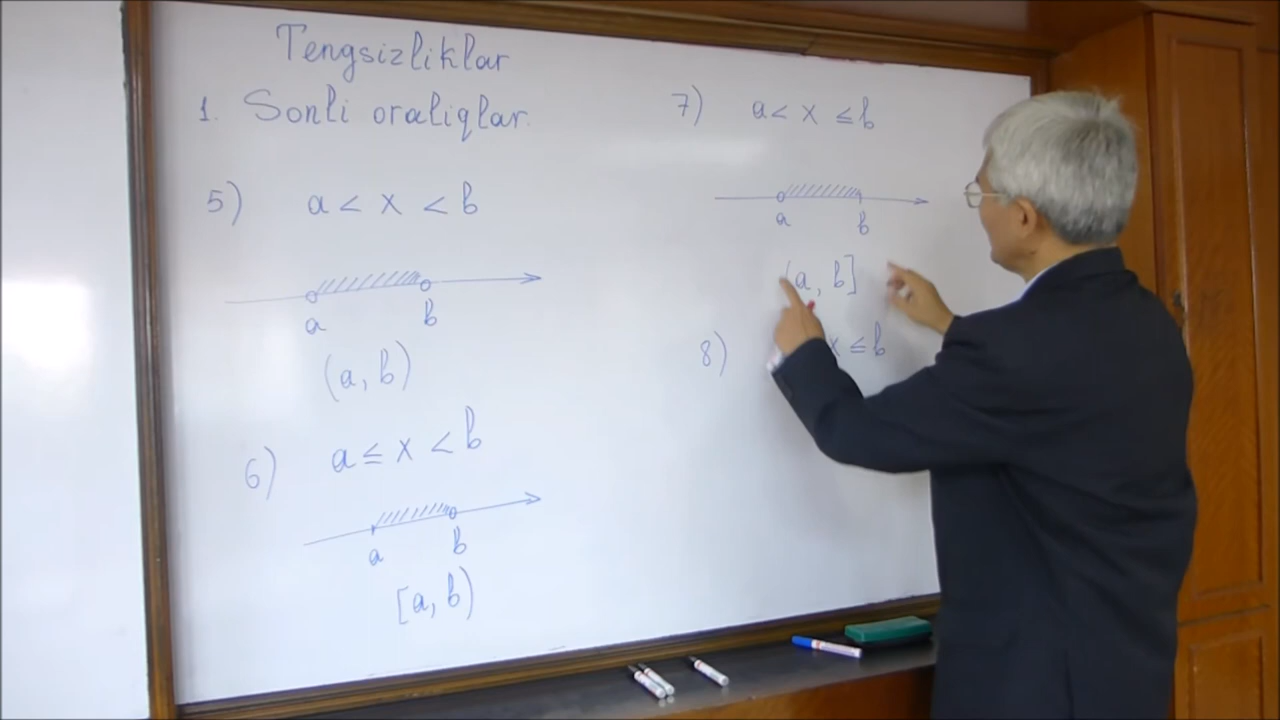 Tengsizliklar
1. Sonli oraliqlar.
5) a < x < b
a b
(a, b)
6) a ≤ x < b
a b
[a, b)
7) a < x ≤ b
a b
(a, b]
8) x ≤ b